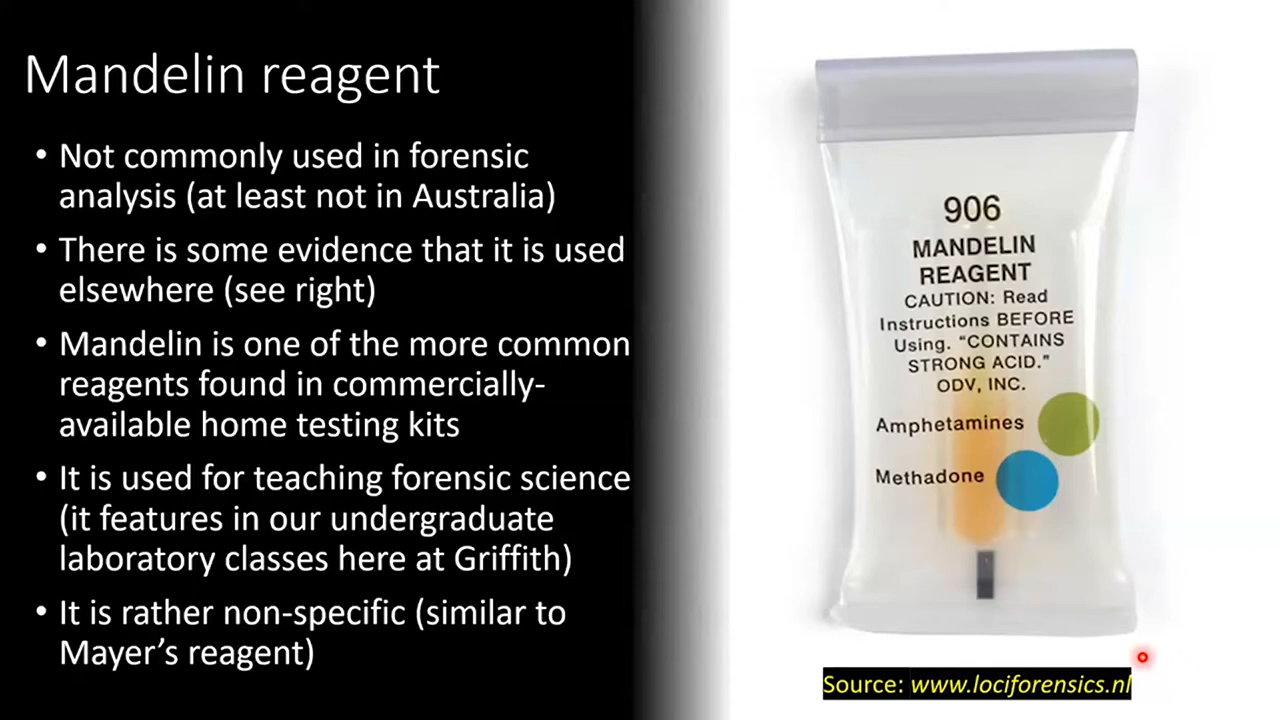 Mandelin reagent
• Not commonly used in forensic
analysis (at least not in Australia)
• There is some evidence that it is used
elsewhere (see right)
• Mandelin is one of the more common
reagents found in commercially-
available home testing kits
• It is used for teaching forensic science
(it features in our undergraduate
laboratory classes here at Griffith)
• It is rather non-specific (similar to
Mayer’s reagent)
906
MANDELIN
REAGENT
CAUTION: Read
Instructions BEFORE
Using. “CONTAINS
STRONG ACID.”
ODV, INC.
Amphetamines
Methadone
Source: www.lociforensics.nl